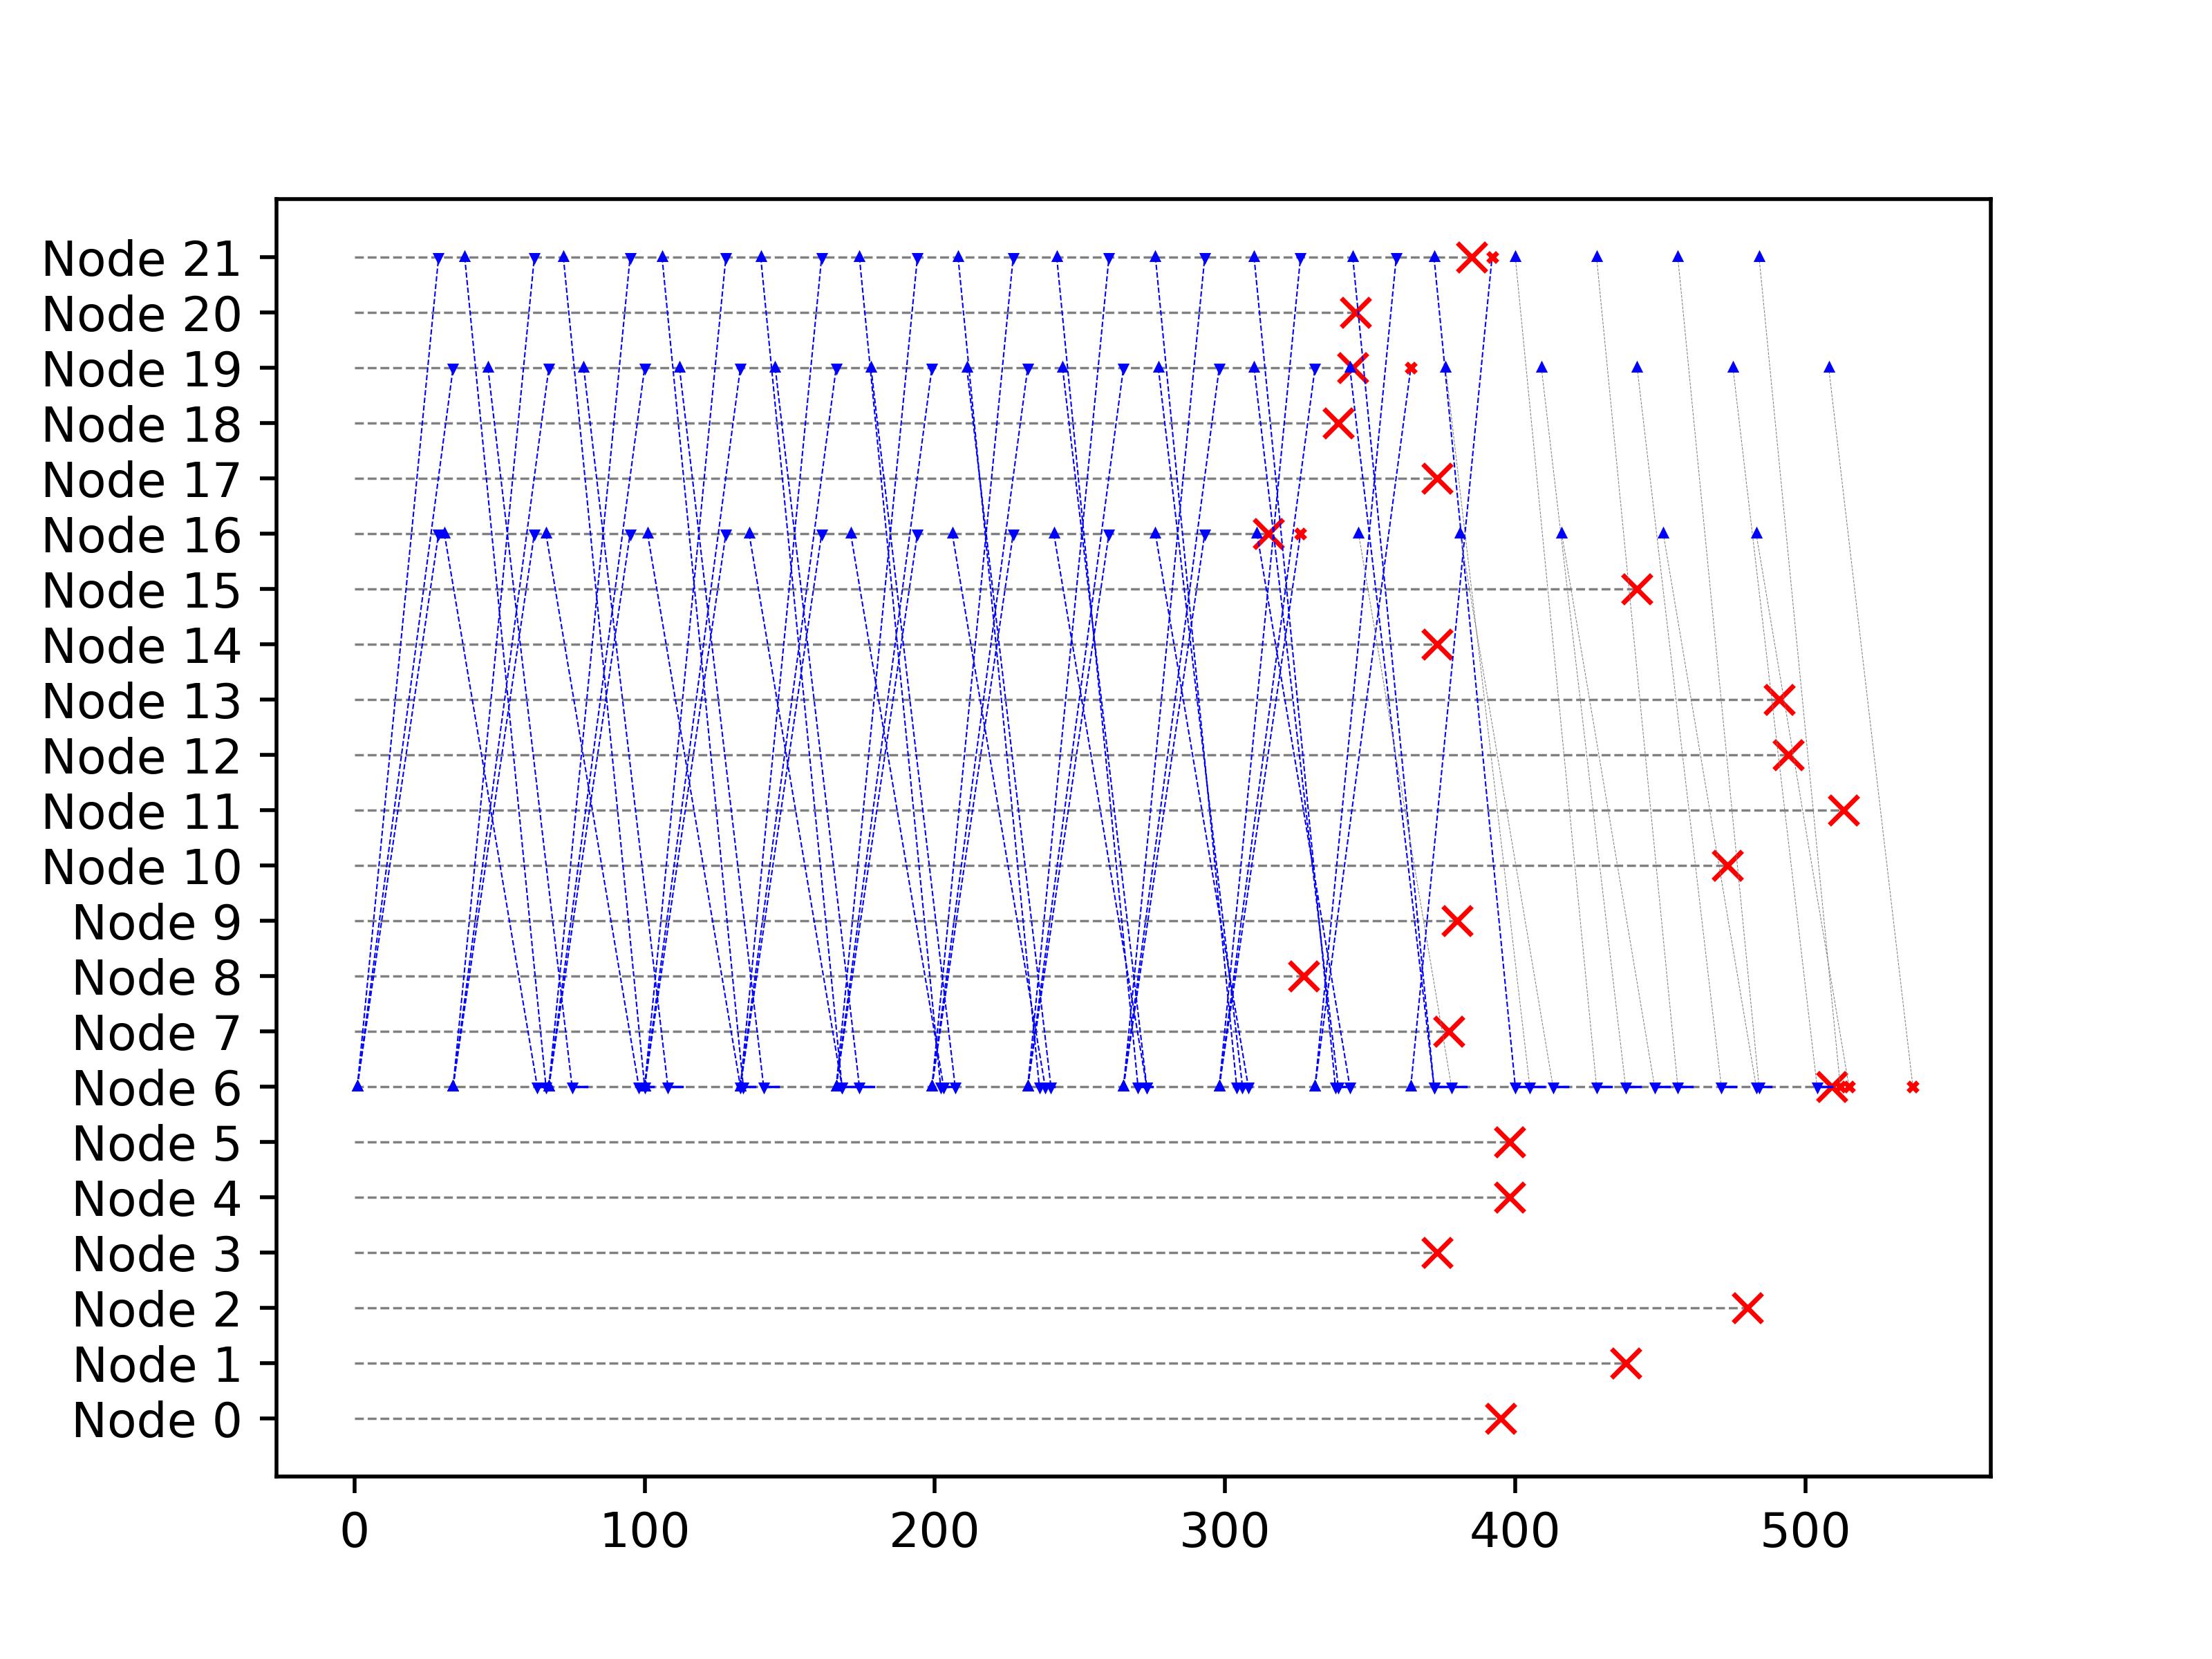 Node 21
Node 20
Node 19
Node 18
Node 17
Node 16
Node 15
Node 14
Node 13
Node 12
Node 11
Node 10
Node 9
Node 8
Node 7
Node 6
Node 5
Node 4
Node 3
Node 2
Node 1
Node 0
0 100 200 300 400 500